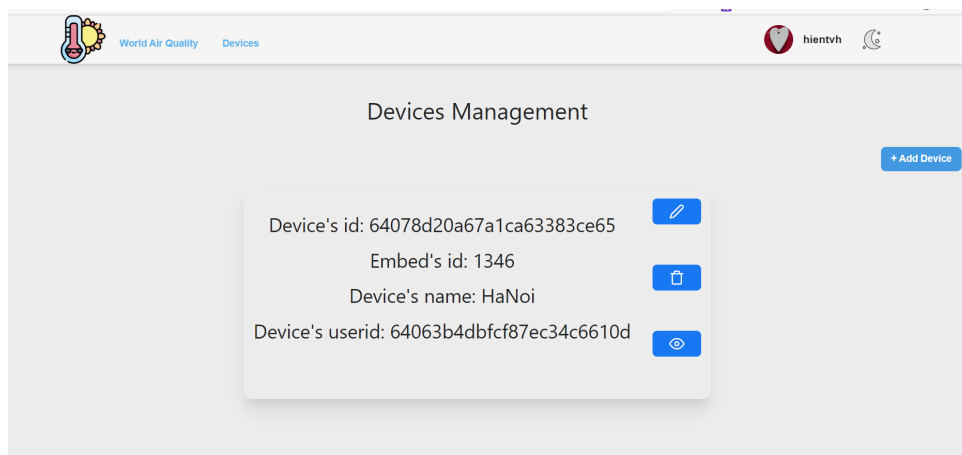 World Air Quality Devices hientvh
Devices Management
+ Add Device
Device's id: 64078d20a67a1ca63383ce65
Embed's id: 1346
Device's name: HaNoi
Device's userid: 64063b4dbfcf87ec34c6610d